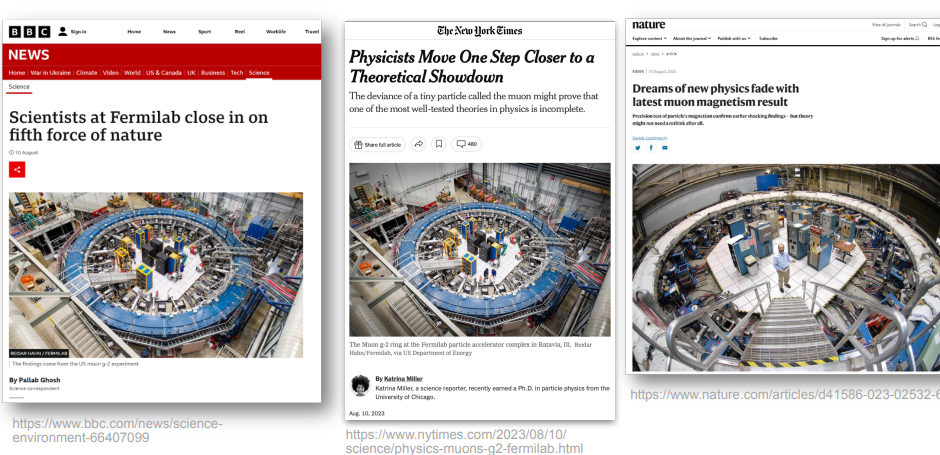 BBC
Sign in
Home
News
Sport
Reel
Worklife
Travel
NEWS
Home War in Ukraine Climate Video World US & Canada UK Business Tech Science
Science
Scientists at Fermilab close in on
fifth force of nature
10 August
REIDAR HAHN / FERMILAB
The findings come from the US muon g-2 experiment
By Pallab Ghosh
Science correspondent
https://www.bbc.com/news/science-
environment-66407099
The New York Times
Physicists Move One Step Closer to a
Theoretical Showdown
The deviance of a tiny particle called the muon might prove that
one of the most well-tested theories in physics is incomplete.
Share full article
460
The Muon g-2 ring at the Fermilab particle accelerator complex in Batavia, Ill. Reidar
Hahn/Fermilab, via US Department of Energy
By Katrina Miller
Katrina Miller, a science reporter, recently earned a Ph.D. in particle physics from the
University of Chicago.
Aug. 10, 2023
https://www.nytimes.com/2023/08/10/
science/physics-muons-g2-fermilab.html
nature
View all journals Search Log
Explore content About the journal Publish with us Subscribe
Sign up for alerts RSS fe
nature > news > article
NEWS 10 August 2023
Dreams of new physics fade with
latest muon magnetism result
Precision test of particle's magnetism confirms earlier shocking findings – but theory
might not need a rethink after all.
Davide Castelvecchi
https://www.nature.com/articles/d41586-023-02532-6